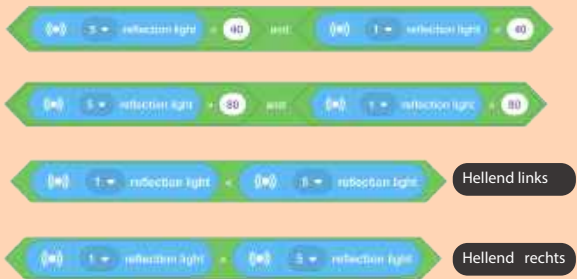 5 reflection light 40 and 1 reflection light 40
5 reflection light 80 and 1 reflection light 80
1 reflection light < reflection light Hellend links
1 reflection light 5 reflection light Hellend rechts